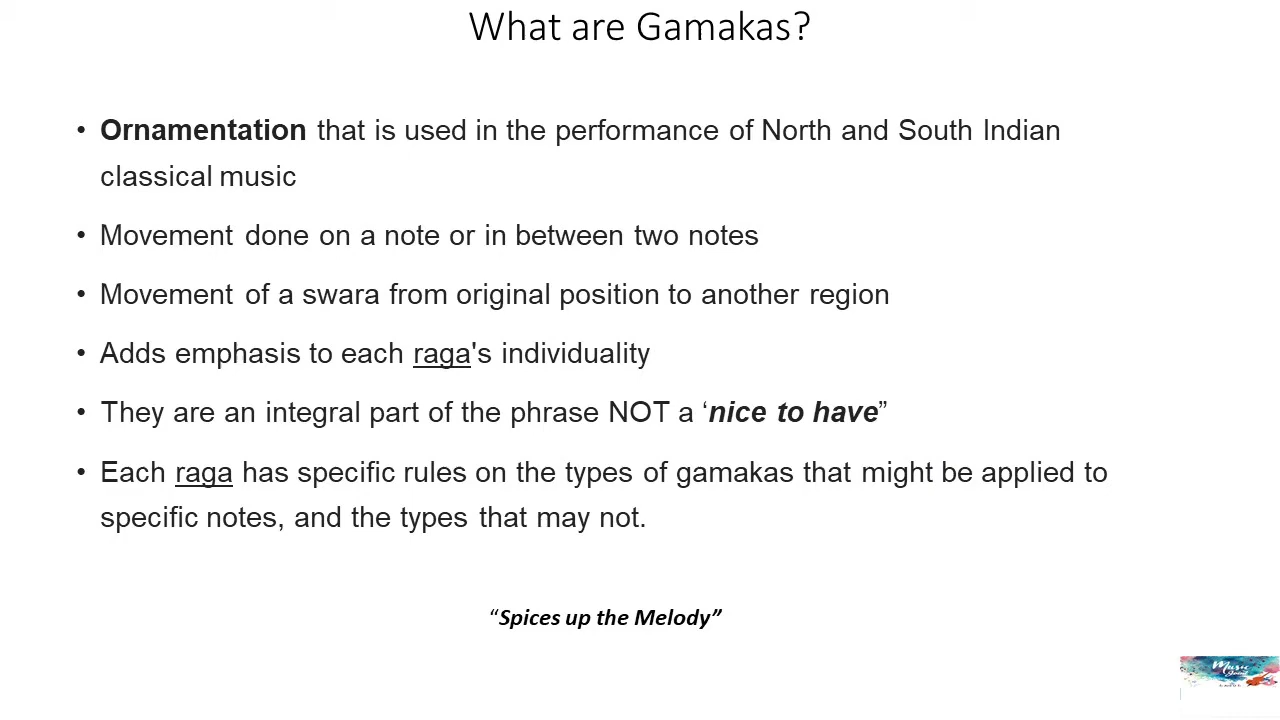 What are Gamakas?
• Ornamentation that is used in the performance of North and South Indian
classical music
• Movement done on a note or in between two notes
• Movement of a swara from original position to another region
• Adds emphasis to each raga's individuality
• They are an integral part of the phrase NOT a ‘nice to have”
• Each raga has specific rules on the types of gamakas that might be applied to
specific notes, and the types that may not.
“Spices up the Melody”
Music